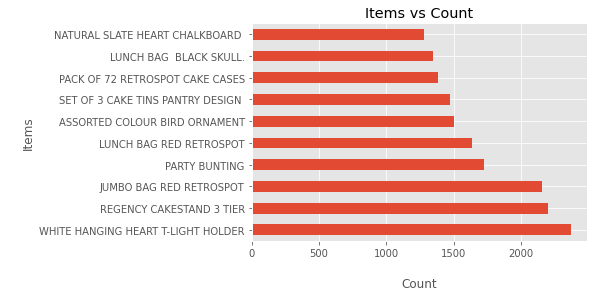 Items vs Count
NATURAL SLATE HEART CHALKBOARD
LUNCH BAG  BLACK SKULL.
PACK OF 72 RETROSPOT CAKE CASES
SET OF 3 CAKE TINS PANTRY DESIGN
ASSORTED COLOUR BIRD ORNAMENT
LUNCH BAG RED RETROSPOT
PARTY BUNTING
JUMBO BAG RED RETROSPOT
REGENCY CAKESTAND 3 TIER
WHITE HANGING HEART T-LIGHT HOLDER
Items
0 500 1000 1500 2000
Count